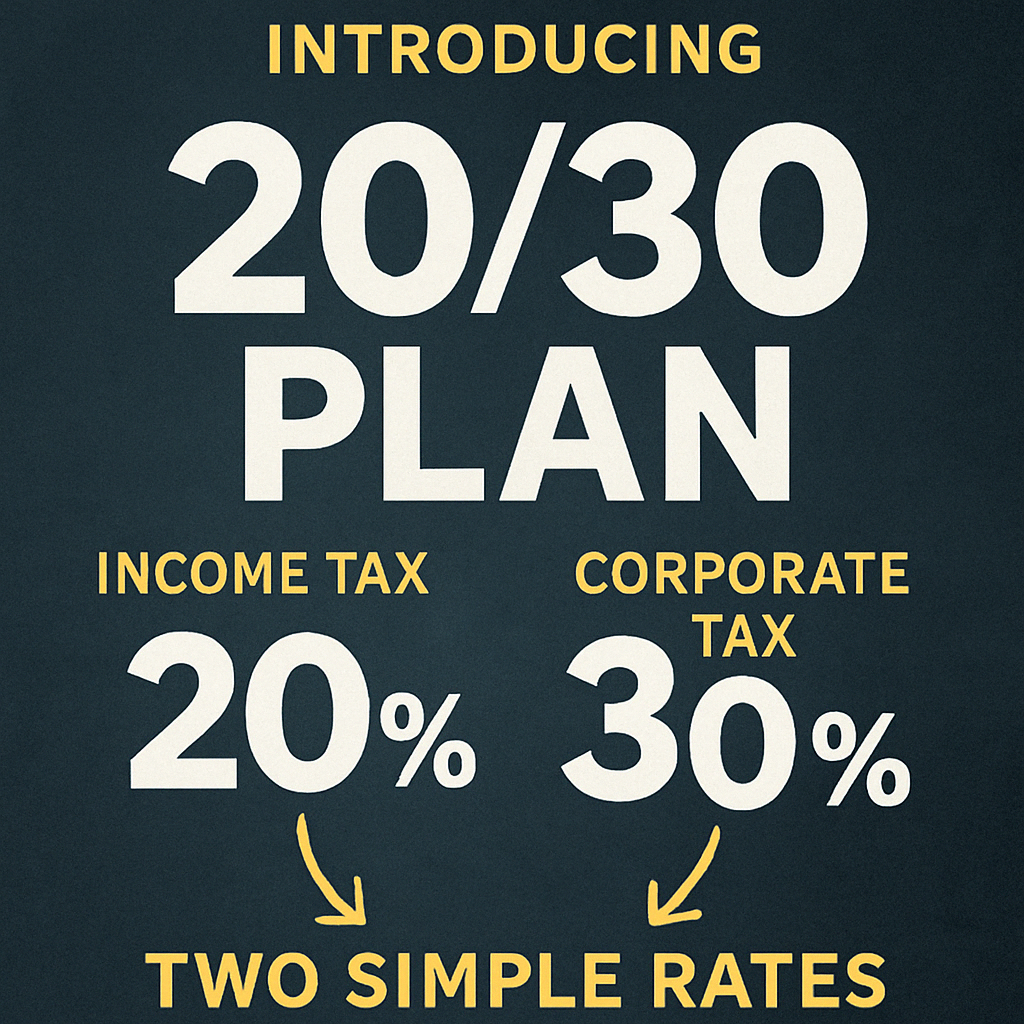 INTRODUCING
20/30
PLAN
INCOME TAX
20%
CORPORATE
TAX
30%
TWO SIMPLE RATES